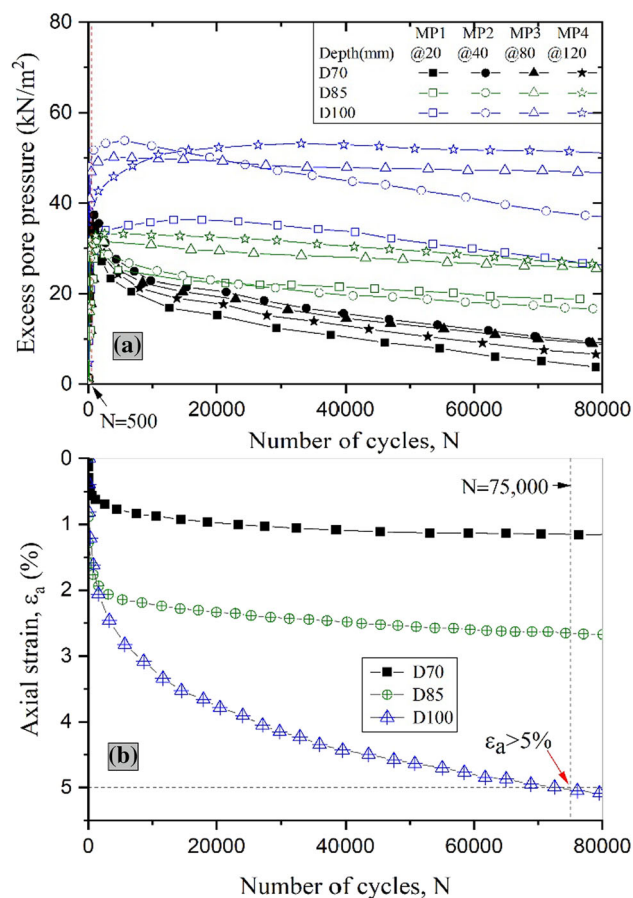 80
60
40
20
0
Excess pore pressure (kN/m²)
MP1 MP2 MP3 MP4
Depth(mm) @20 @40 @80 @120
D70
D85
D100
(a)
N=500
0 20000 40000 60000 80000
Number of cycles, N
0
1
2
3
4
5
Axial strain, εa (%)
N=75,000
D70
D85
D100
εa>5%
(b)
0 20000 40000 60000 80000
Number of cycles, N